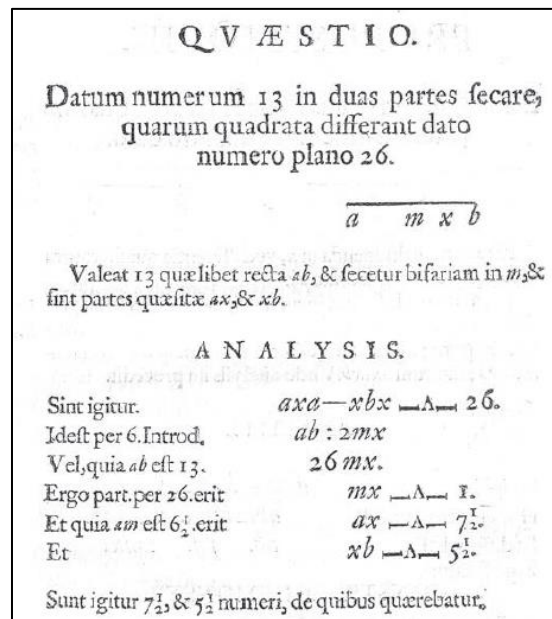 QVÆSTIO.
Datum numerum 13 in duas partes ſecare,
quarum quadrata differant dato
numero plano 26.
a m x b
Valeat 13 quælibet rectà ab, & ſecetur bifariam in m, &
ſint partes quæſitæ ax, & xb.
ANALYSIS.
Sint igitur. axa—xbx —Λ— 26.
Ideſt per 6. Introd. ab : 2mx
Vel, quia ab eſt 13. 26 mx.
Ergo part. per 26. erit mx —Λ— 1.
Et quia am eſt 6½. erit ax —Λ— 7½.
Et xb —Λ— 5½.
Sunt igitur 7½, & 5½ numeri, de quibus quærebatur.